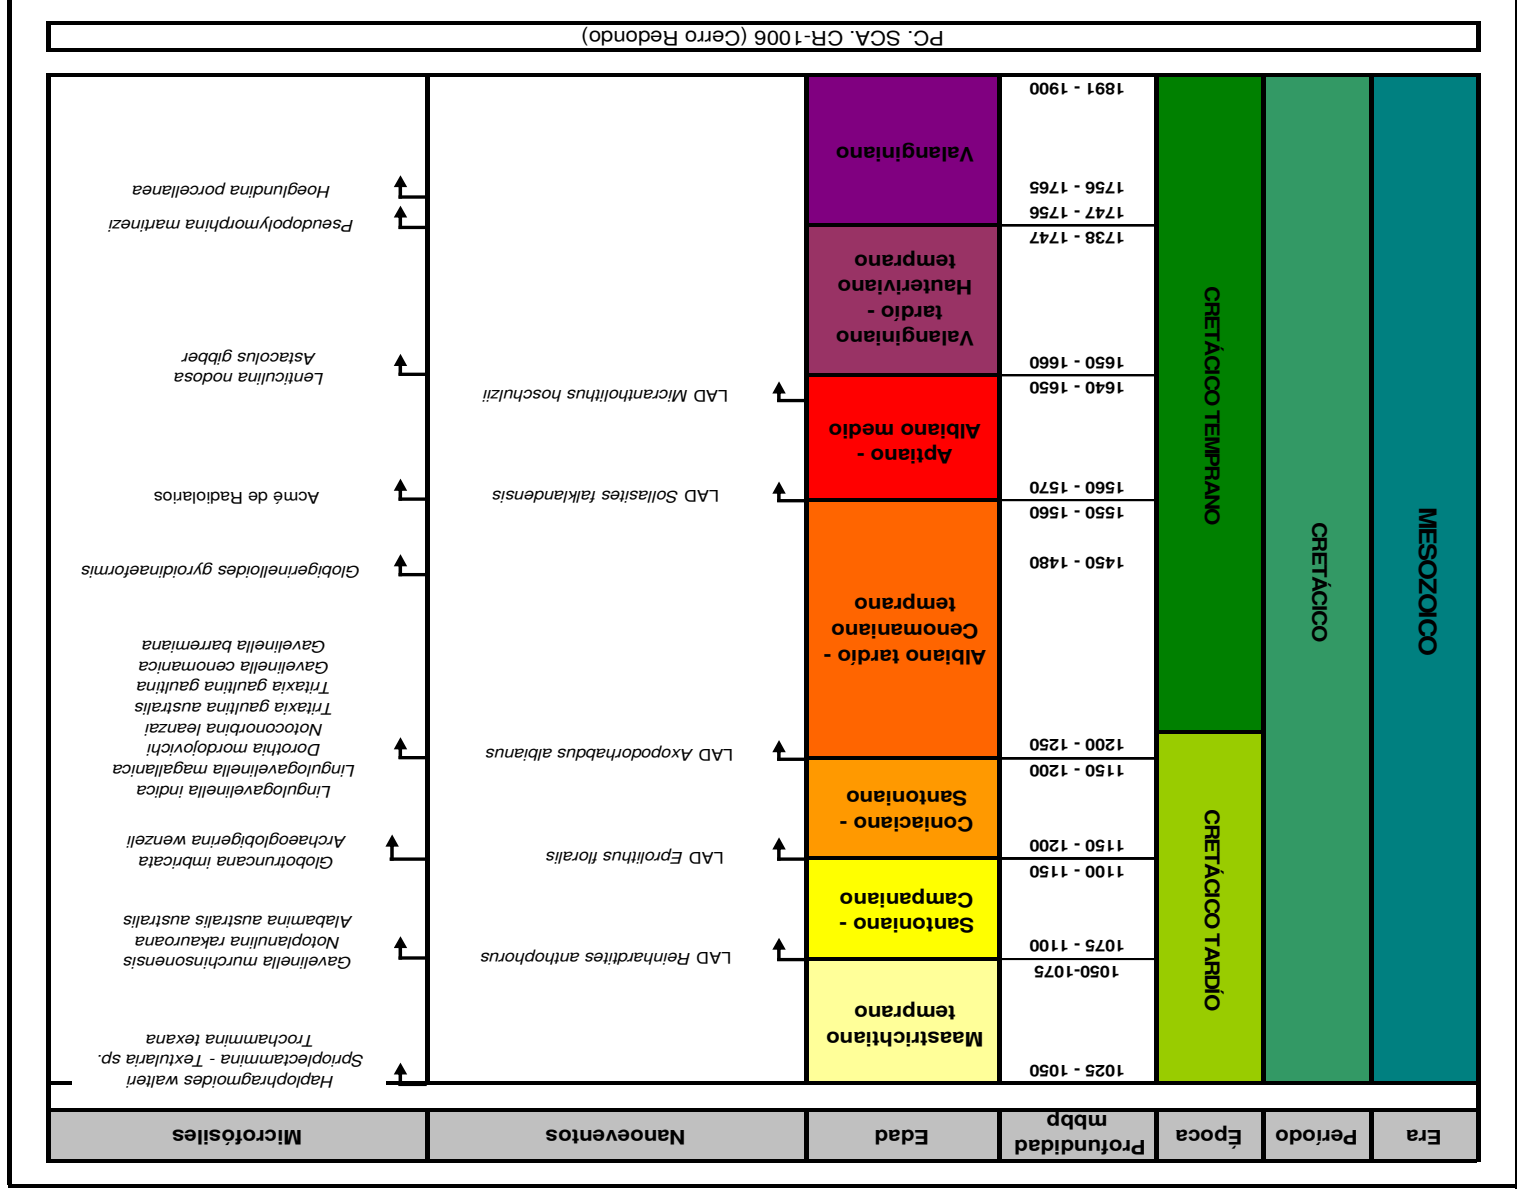 Era
Período
Época
Profundidad
mbbp
Edad
Nanoeventos
Microfósiles
MESOZOICO
CRETÁCICO
CRETÁCICO TARDÍO
CRETÁCICO TEMPRANO
1025 - 1050
1050-1075
1075 - 1100
1100 - 1150
1150 - 1200
1150 - 1200
1200 - 1250
1450 - 1480
1550 - 1560
1560 - 1570
1640 - 1650
1650 - 1660
1738 - 1747
1747 - 1756
1756 - 1765
1891 - 1900
Maastrichtiano
temprano
Santoniano -
Campaniano
Coniaciano -
Santoniano
Albiano tardío -
Cenomaniano
temprano
Aptiano -
Albiano medio
Valanginiano
tardío -
Hauteriviano
temprano
Valanginiano
LAD Reinhardtites anthophorus
LAD Eprolithus floralis
LAD Axopodorhabdus albianus
LAD Sollasites falklandensis
LAD Micrantholithus hoschulzii
Haplophragmoides walteri
Sprioplectammina - Textularia sp.
Trochammina texana
Gavelinella murchinsonensis
Notoplanulina rakauroana
Alabamina australis australis
Globotruncana imbricata
Archaeoglobigerina wenzeli
Lingulogavelinella indica
Lingulogavelinella magallanica
Dorothia mordojovichi
Notoconorbina leanzai
Tritaxia gaultina australis
Tritaxia gaultina gaultina
Gavelinella cenomanica
Gavelinella barremiana
Globigerinelloides gyroidinaeformis
Acmé de Radiolarios
Lenticulina nodosa
Astacolus gibber
Pseudopolymorphina martinezi
Hoeglundina porcellanea
PC. SCA. CR-1006 (Cerro Redondo)